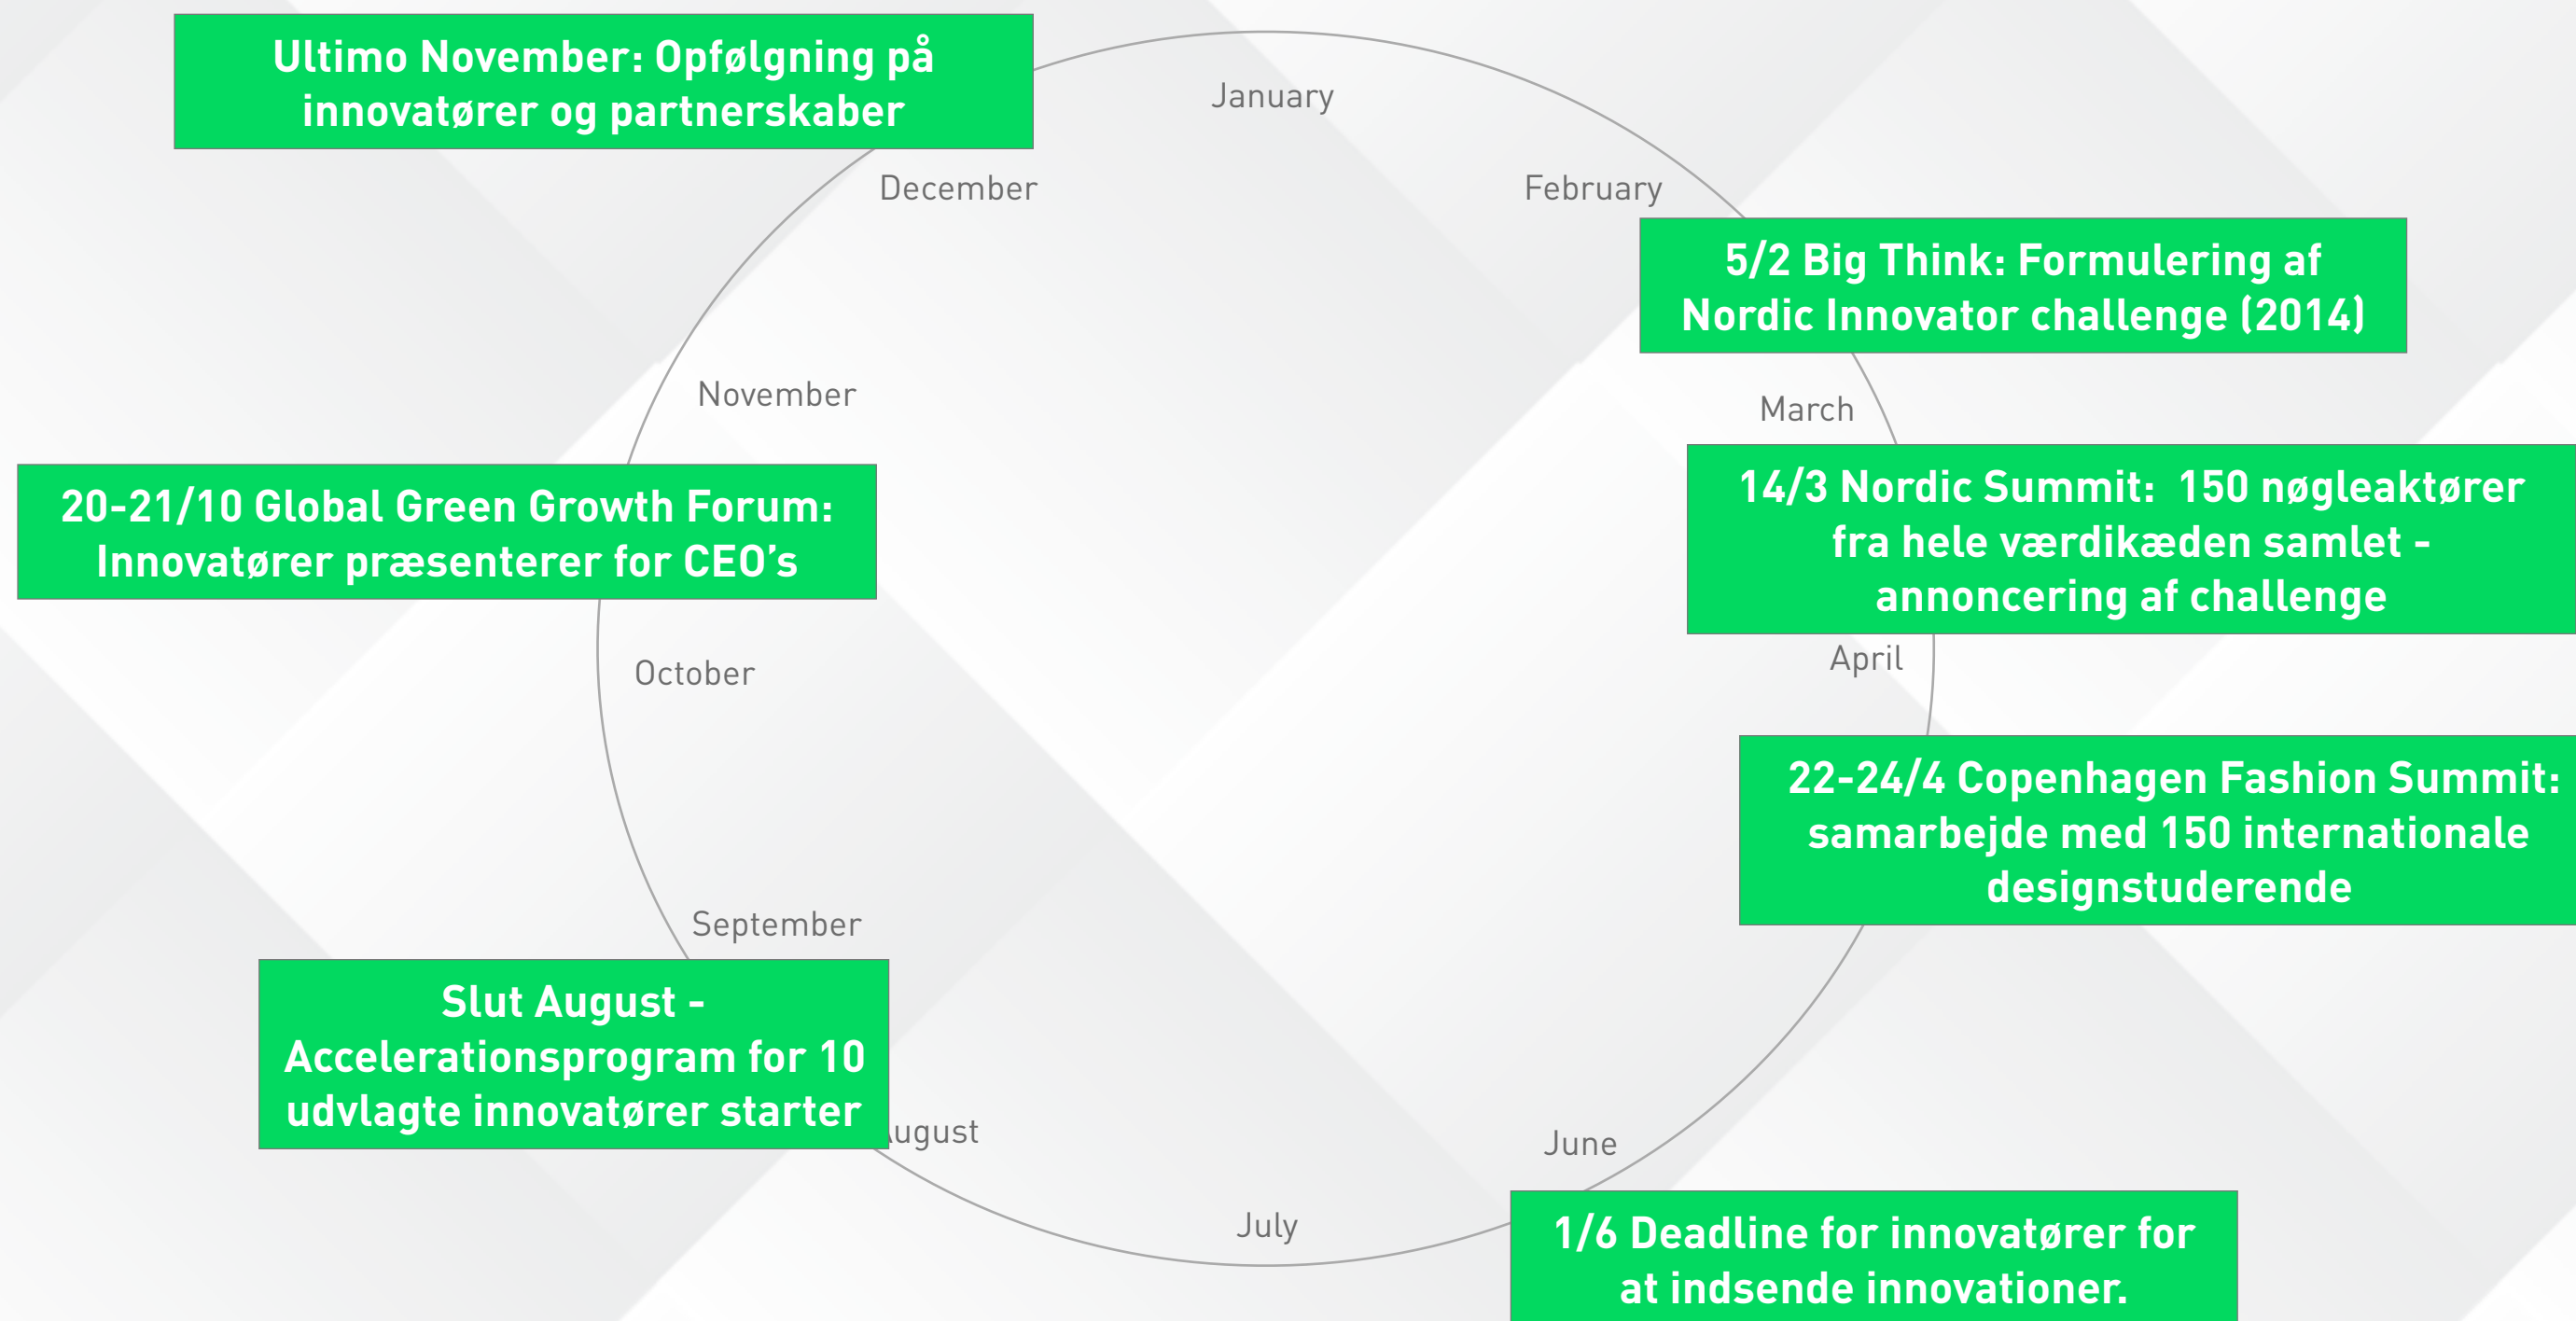 Ultimo November: Opfølgning på
innovatører og partnerskaber
January
December
February
5/2 Big Think: Formulering af
Nordic Innovator challenge (2014)
November
March
14/3 Nordic Summit:  150 nøgleaktører
fra hele værdikæden samlet -
annoncering af challenge
20-21/10 Global Green Growth Forum:
Innovatører præsenterer for CEO’s
October
April
22-24/4 Copenhagen Fashion Summit:
samarbejde med 150 internationale
designstuderende
September
Slut August -
Accelerationsprogram for 10
udvlagte innovatører starter
August
June
July
1/6 Deadline for innovatører for
at indsende innovationer.